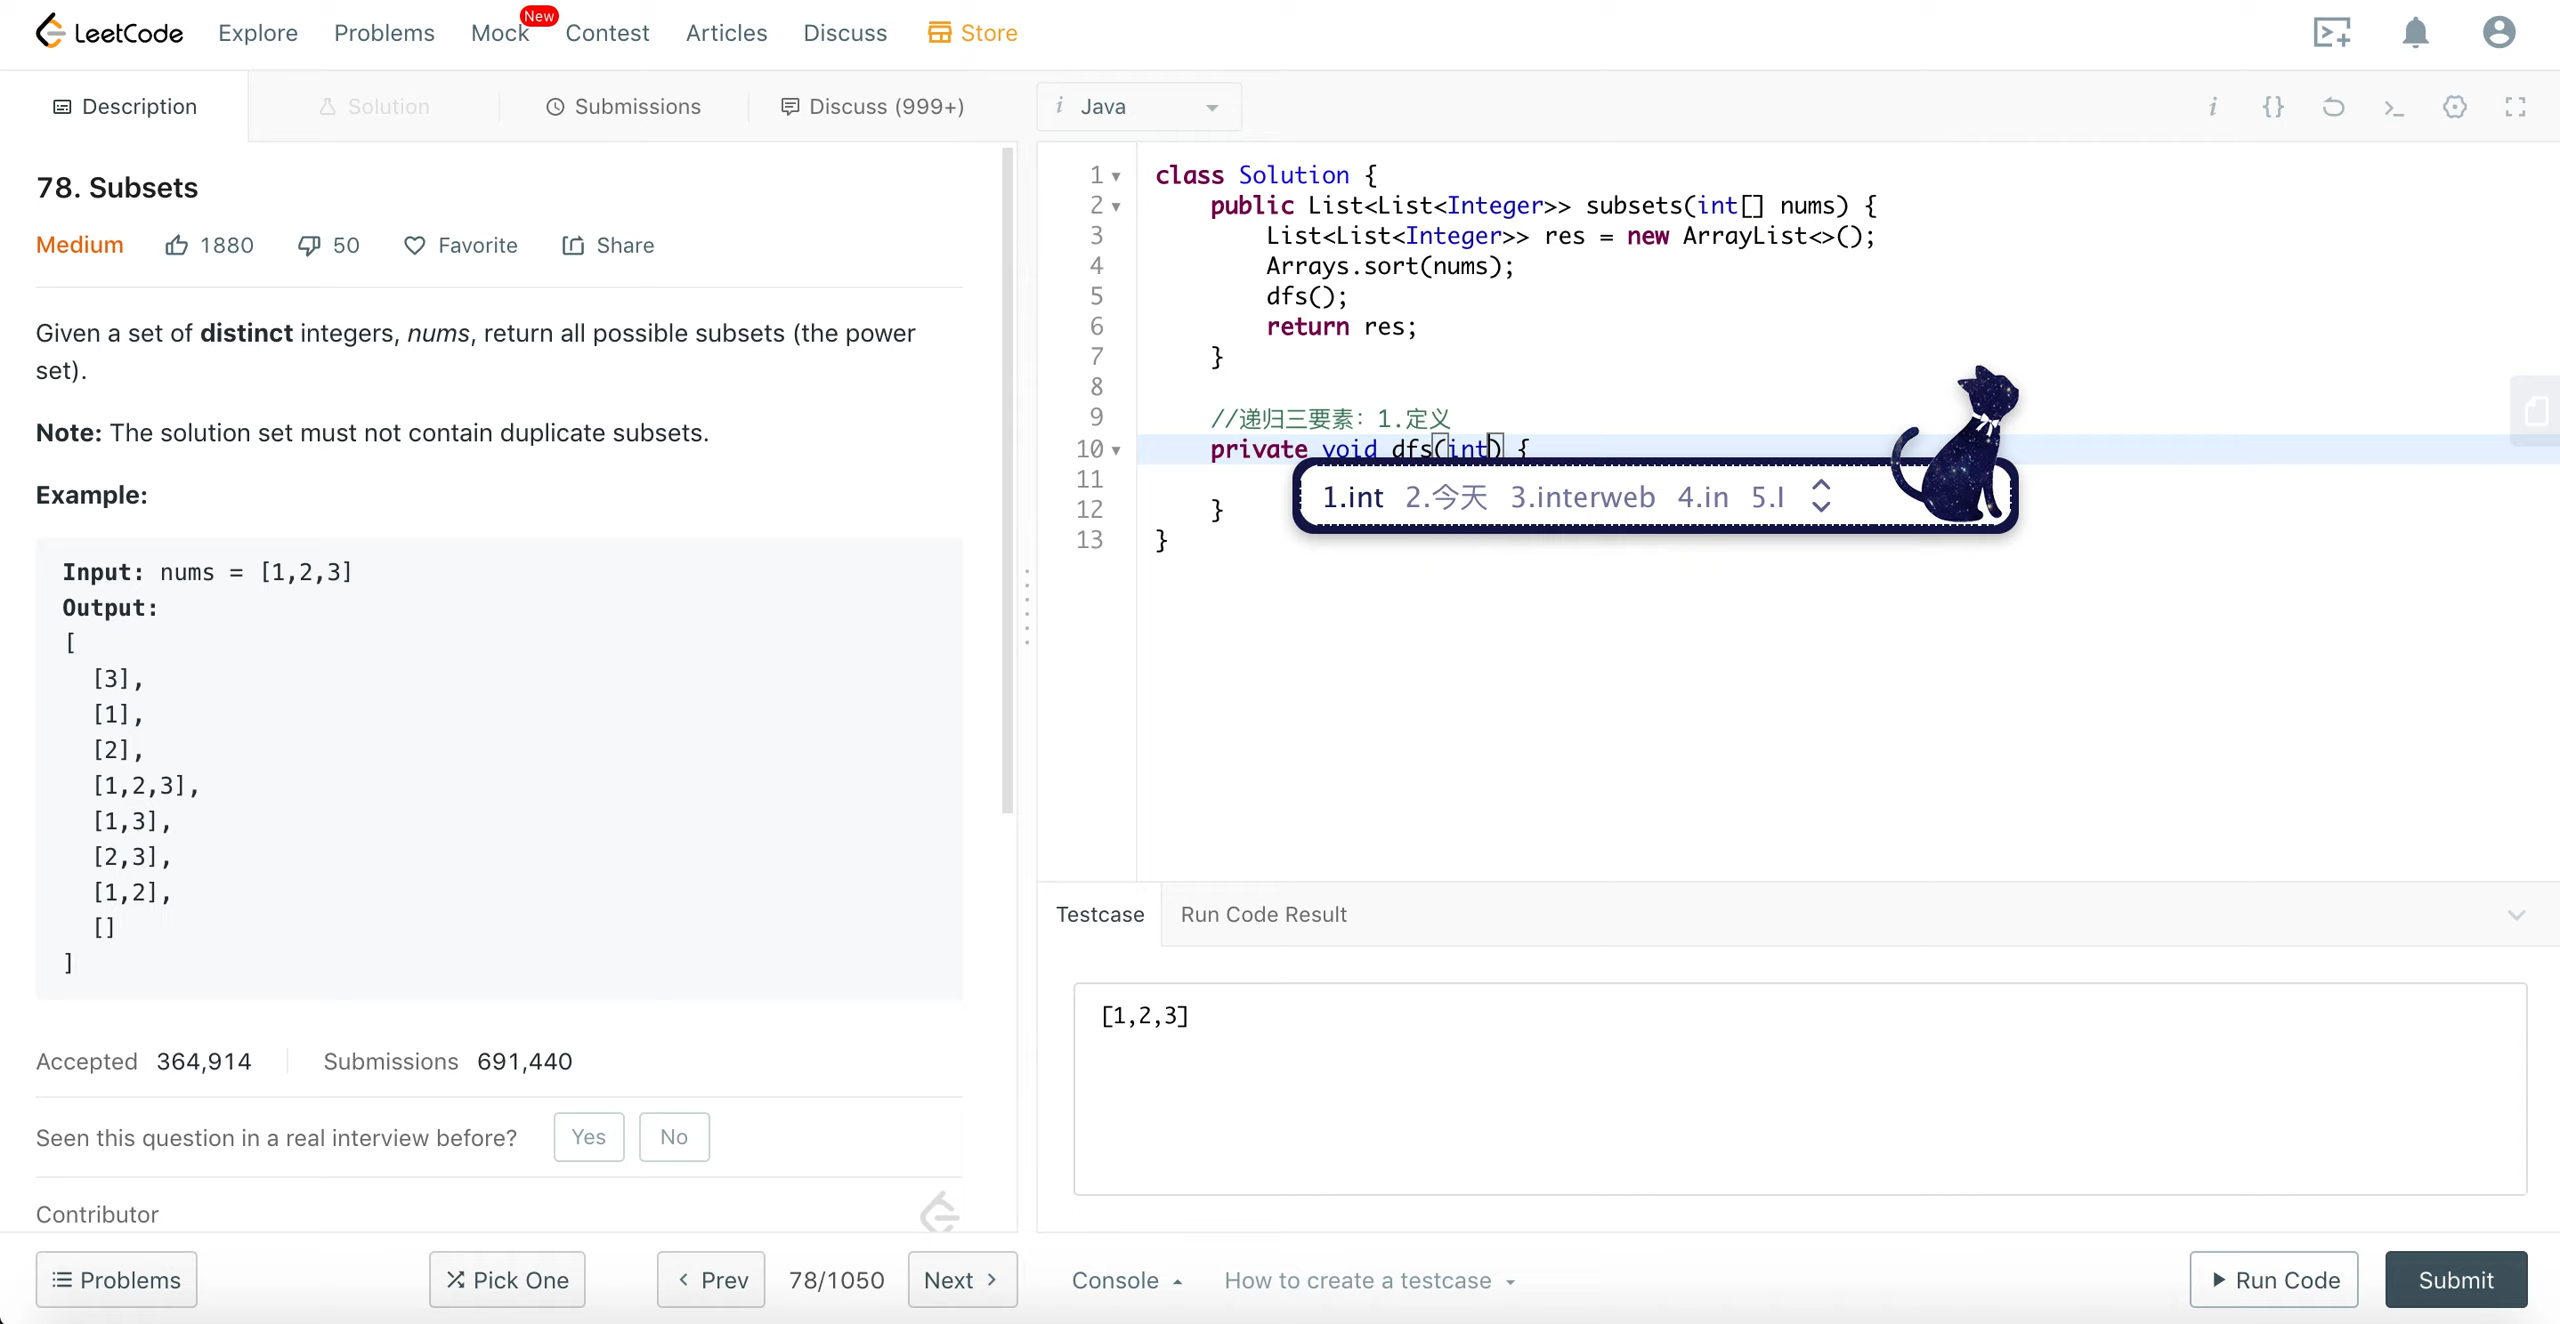 LeetCode Explore Problems Mock New Contest Articles Discuss Store
Description Solution Submissions Discuss (999+)
i Java
78. Subsets
Medium 1880 50 Favorite Share
Given a set of distinct integers, nums, return all possible subsets (the power
set).
Note: The solution set must not contain duplicate subsets.
Example:
Input: nums = [1,2,3]
Output:
[
[3],
[1],
[2],
[1,2,3],
[1,3],
[2,3],
[1,2],
[]
]
Accepted 364,914 Submissions 691,440
Seen this question in a real interview before? Yes No
Contributor
Problems Pick One Prev 78/1050 Next
1 class Solution {
2 public List<List<Integer>> subsets(int[] nums) {
3 List<List<Integer>> res = new ArrayList<>();
4 Arrays.sort(nums);
5 dfs();
6 return res;
7 }
8
9 //递归三要素: 1.定义
10 private void dfs(int) {
11
12 }
13 }
1.int 2.今天 3.interweb 4.in 5.I
Testcase Run Code Result
[1,2,3]
Console How to create a testcase Run Code Submit